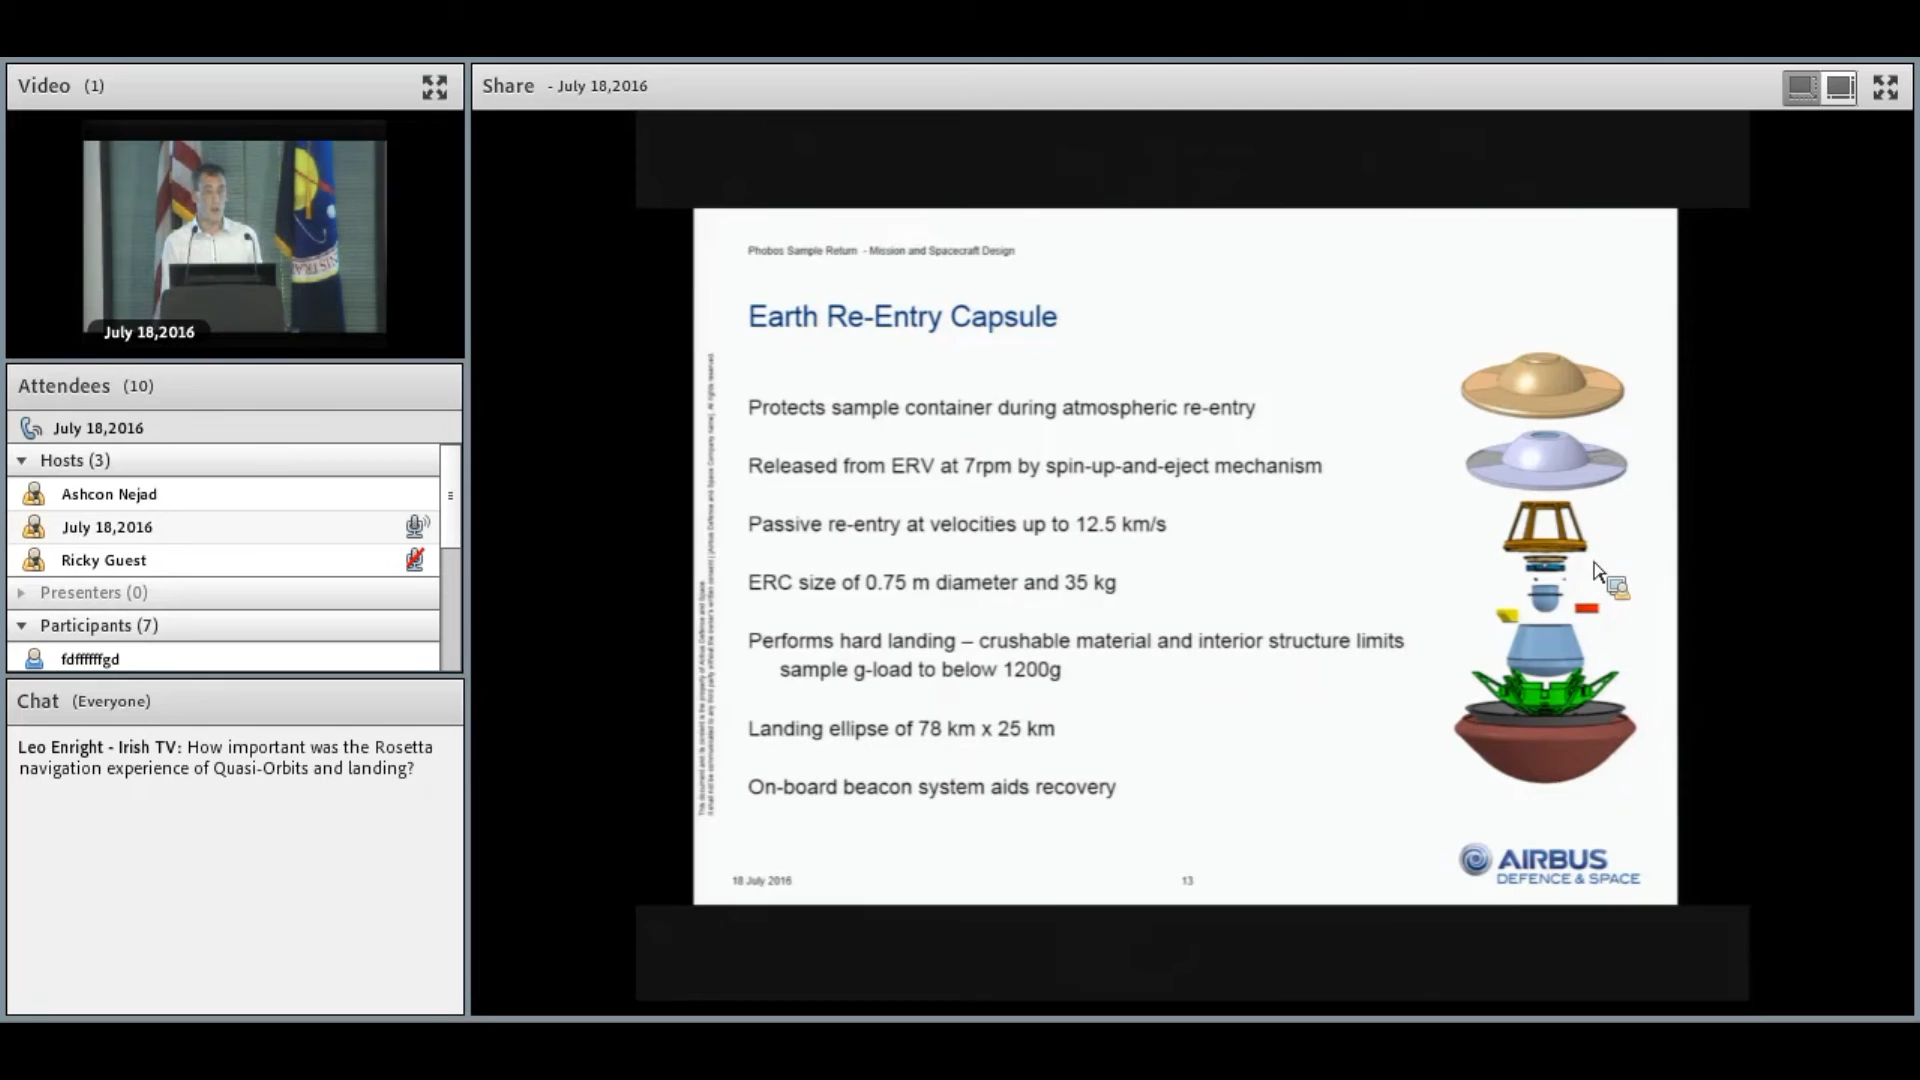 Video (1)
July 18,2016
Attendees (10)
July 18,2016
Hosts (3)
Ashcon Nejad
July 18,2016
Ricky Guest
Presenters (0)
Participants (7)
fdffffffgd
Chat (Everyone)
Leo Enright - Irish TV: How important was the Rosetta
navigation experience of Quasi-Orbits and landing?
Share - July 18,2016
Phobos Sample Return - Mission and Spacecraft Design
Earth Re-Entry Capsule
Protects sample container during atmospheric re-entry
Released from ERV at 7rpm by spin-up-and-eject mechanism
Passive re-entry at velocities up to 12.5 km/s
ERC size of 0.75 m diameter and 35 kg
Performs hard landing – crushable material and interior structure limits
sample g-load to below 1200g
Landing ellipse of 78 km x 25 km
On-board beacon system aids recovery
18 July 2016
13
AIRBUS
DEFENCE & SPACE